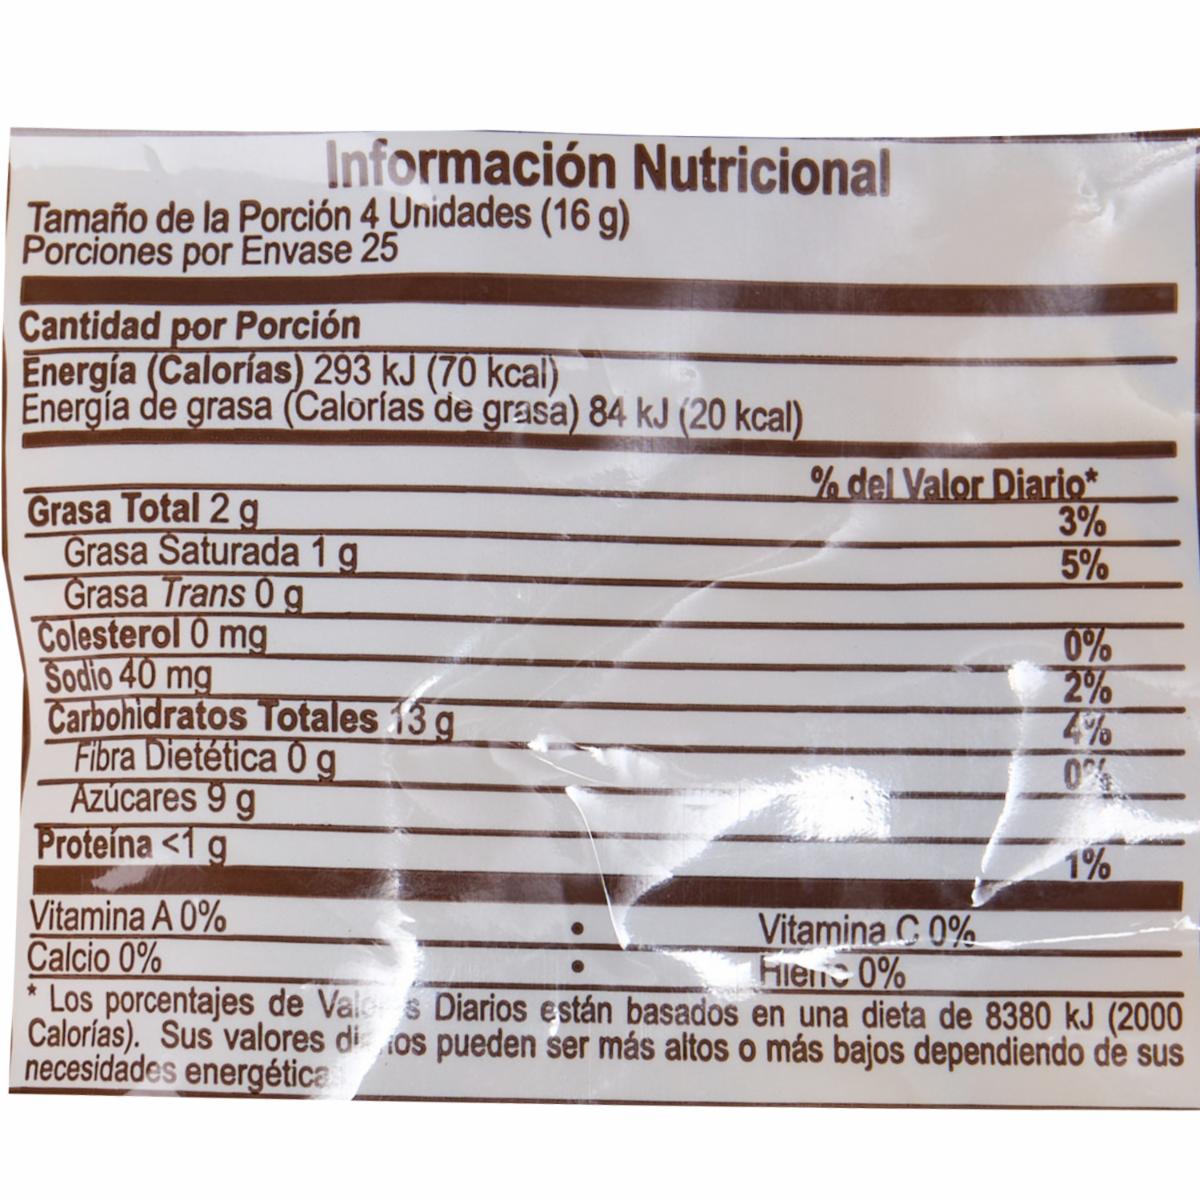 Información Nutricional
Tamaño de la Porción 4 Unidades (16 g)
Porciones por Envase 25
Cantidad por Porción
Energía (Calorías) 293 kJ (70 kcal)
Energía de grasa (Calorías de grasa) 84 kJ (20 kcal)
% del Valor Diario*
Grasa Total 2 g 3%
Grasa Saturada 1 g 5%
Grasa Trans 0 g
Colesterol 0 mg 0%
Sodio 40 mg 2%
Carbohidratos Totales 13 g 4%
Fibra Dietética 0 g 0%
Azúcares 9 g
Proteína <1 g 1%
Vitamina A 0% • Vitamina C 0%
Calcio 0% • Hierro 0%
* Los porcentajes de Diarios están basados en una dieta de 8380 kJ (2000
Calorías). Sus valores pueden ser más altos o más bajos dependiendo de sus
necesidades